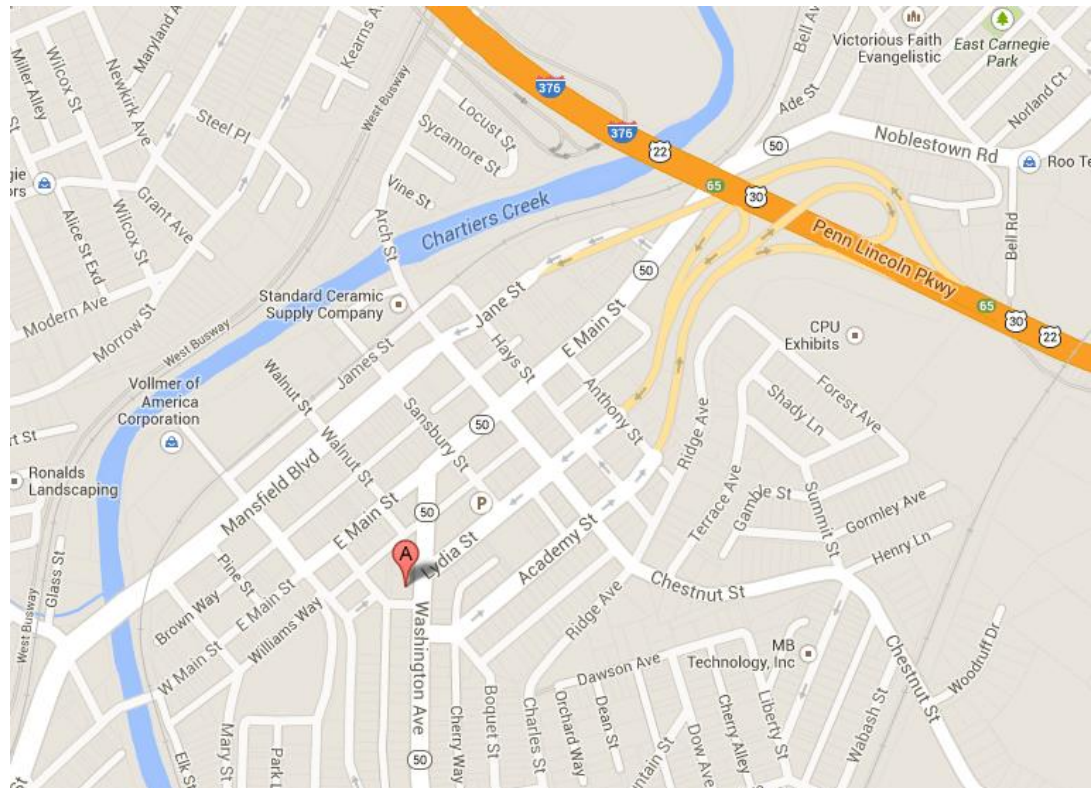 Miller Alley
Wilcox St
Newkirk Ave
Maryland Ave
Kearns Ave
West Busway
Steel Pl
Locust St
Sycamore St
Vine St
Arch St
Grant Ave
Wilcox St
Alice St Exd
Modern Ave
Morrow St
West Busway
Chartiers Creek
376
376
22
65
30
50
Bell Av
Ade St
Victorious Faith
Evangelistic
East Carnegie
Park
Norland Ct
Noblestown Rd
Roo Te
Bell Rd
Penn Lincoln Pkwy
65
30
22
50
Standard Ceramic
Supply Company
Jane St
E Main St
Hays St
James St
CPU
Exhibits
Vollmer of
America
Corporation
Walnut St
Walnut St
Sansbury St
Anthony St
50
Ridge Ave
Forest Ave
Shady Ln
Terrace Ave
Gamble St
Summit St
Gormley Ave
Henry Ln
rt St
Ronalds
Landscaping
Mansfield Blvd
E Main St
P
50
A
Lydia St
Academy St
Chestnut St
Glass St
West Busway
Pine St
Brown Way
E Main St
Williams Way
W Main St
Washington Ave
Ridge Ave
MB
Technology, Inc
Dawson Ave
Woodruff Dr
Chestnut St
Elk St
Mary St
Park L
50
Cherry Way
Boquet St
Charles St
Orchard Way
Dean St
untain St
Dow Ave
Cherry Alley
Liberty St
Wabash St